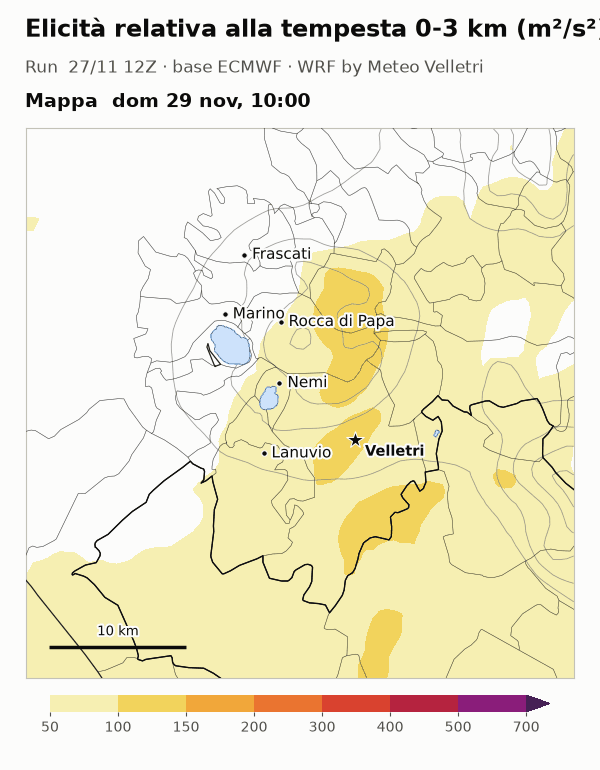 Elicità relativa alla tempesta 0-3 km (m²/s²)
Run  27/11 12Z · base ECMWF · WRF by Meteo Velletri
Mappa  dom 29 nov, 10:00
Frascati
Marino
Rocca di Papa
Nemi
Velletri
Lanuvio
10 km
50 100 150 200 300 400 500 700